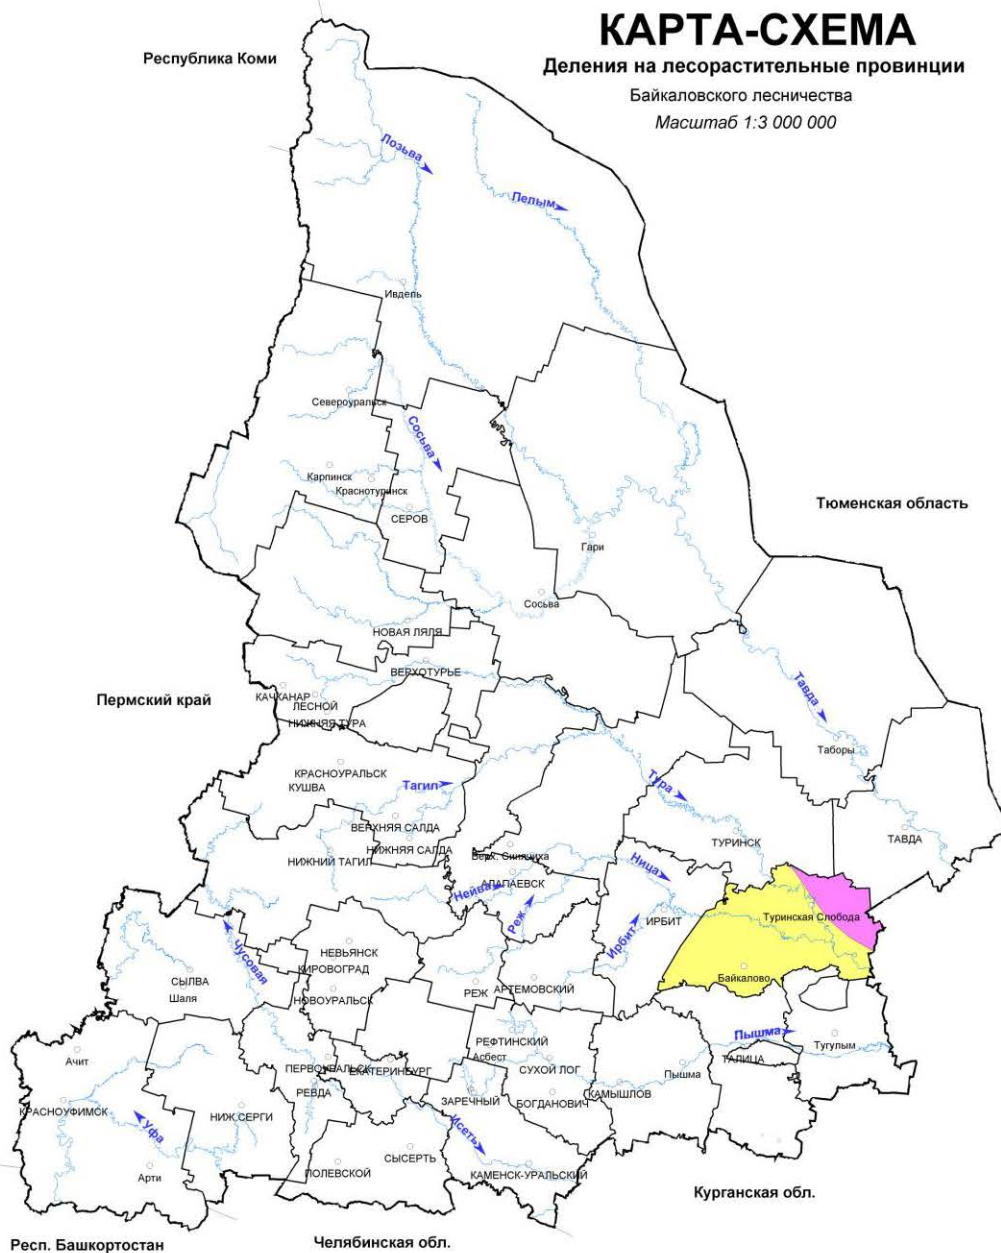 КАРТА-СХЕМА
Деления на лесорастительные провинции
Байкаловского лесничества
Масштаб 1:3 000 000
Республика Коми
Лозьва
Пелым
Ивдель
Североуральск
Сосьва
Карпинск
Краснотуринск
СЕРОВ
Тюменская область
Гари
Сосьва
НОВАЯ ЛЯЛЯ
ВЕРХОТУРЬЕ
Пермский край
КАЧКАНАР
ЛЕСНОЙ
НИЖНЯЯ ТУРА
Тавда
Таборы
КРАСНОУРАЛЬСК
КУШВА
Тагил
Тура
ВЕРХНЯЯ САЛДА
НИЖНЯЯ САЛДА
НИЖНИЙ ТАГИЛ
ТУРИНСК
ТАВДА
Верх. Синячиха
АЛАПАЕВСК
Нейва
Реж
Ница
Ирбит
ИРБИТ
Туринская Слобода
Байкалово
Чусовая
НЕВЬЯНСК
КИРОВОГРАД
НОВОУРАЛЬСК
СЫЛВА
Шаля
РЕЖ
АРТЕМОВСКИЙ
РЕФТИНСКИЙ
Асбест
СУХОЙ ЛОГ
Пышма
Тугулым
ТАЛИЦА
Пышма
Ачит
ПЕРВОУРАЛЬСК
ЕКАТЕРИНБУРГ
РЕВДА
ЗАРЕЧНЫЙ
БОГДАНОВИЧ
КАМЫШЛОВ
КРАСНОУФИМСК
НИЖ.СЕРГИ
Уфа
Исеть
Арти
СЫСЕРТЬ
ПОЛЕВСКОЙ
КАМЕНСК-УРАЛЬСКИЙ
Курганская обл.
Челябинская обл.
Респ. Башкортостан